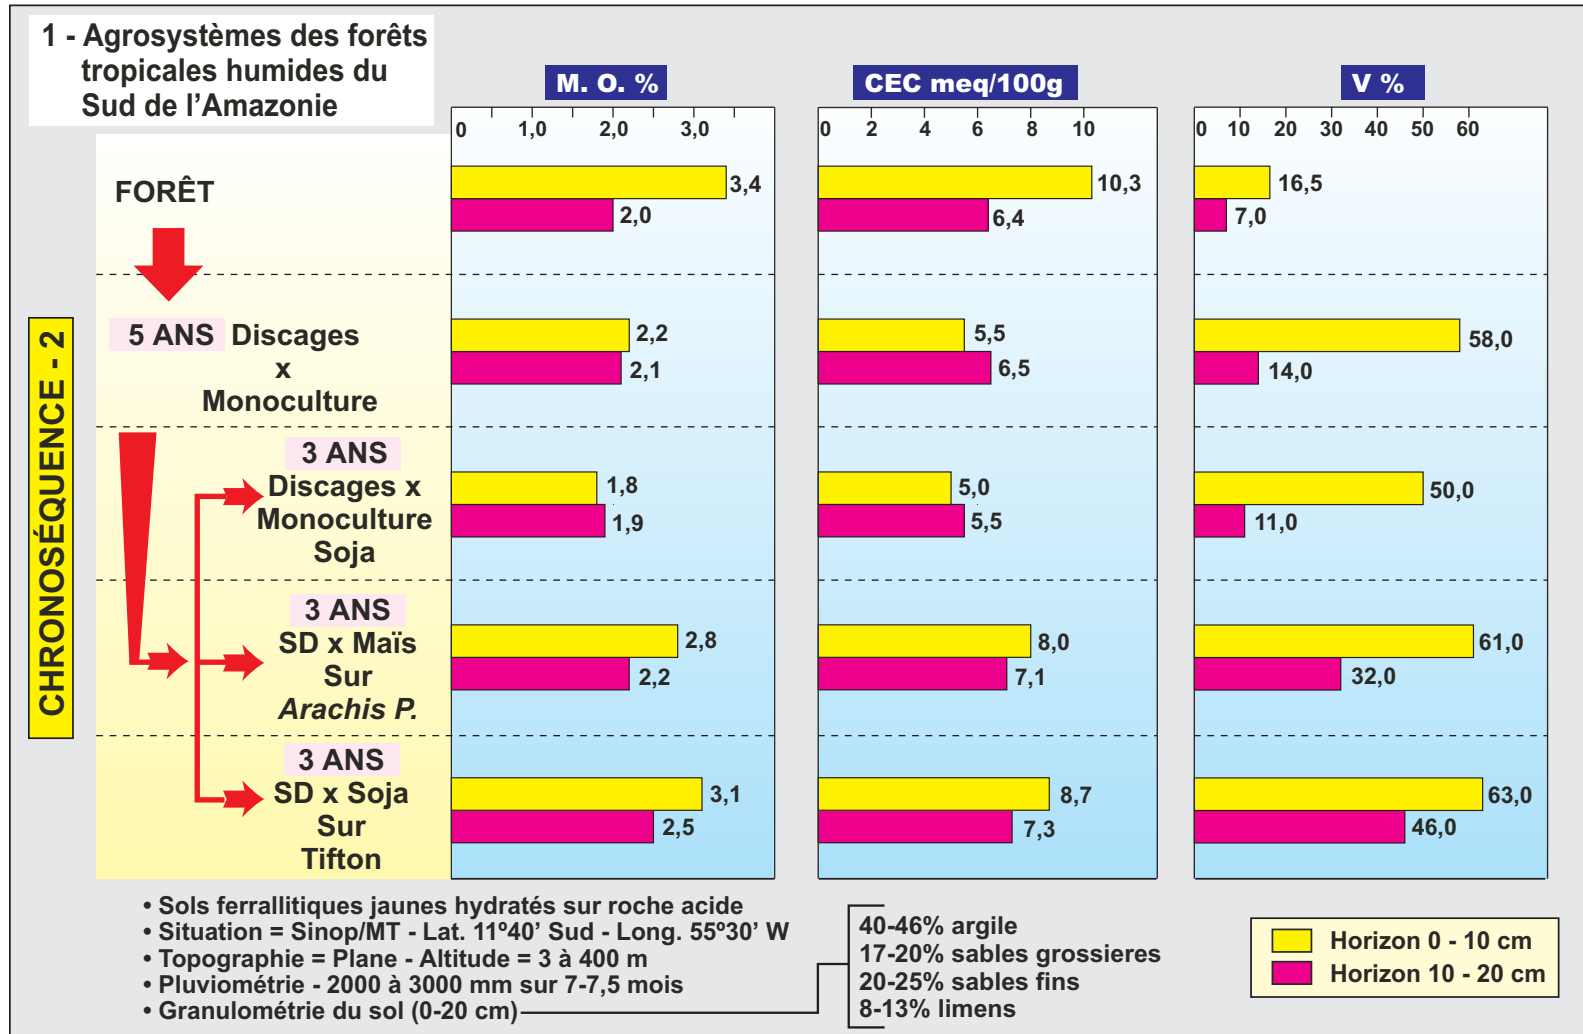 1 - Agrosystèmes des forêts
tropicales humides du
Sud de l'Amazonie
M. O. %
CEC meq/100g
V %
0 1,0 2,0 3,0
0 2 4 6 8 10
0 10 20 30 40 50 60
CHRONOSÉQUENCE - 2
FORÊT
3,4
2,0
10,3
6,4
16,5
7,0
5 ANS Discages
x
Monoculture
2,2
2,1
5,5
6,5
58,0
14,0
3 ANS
Discages x
Monoculture
Soja
1,8
1,9
5,0
5,5
50,0
11,0
3 ANS
SD x Maïs
Sur
Arachis P.
2,8
2,2
8,0
7,1
61,0
32,0
3 ANS
SD x Soja
Sur
Tifton
3,1
2,5
8,7
7,3
63,0
46,0
• Sols ferrallitiques jaunes hydratés sur roche acide
• Situation = Sinop/MT - Lat. 11º40' Sud - Long. 55º30' W
• Topographie = Plane - Altitude = 3 à 400 m
• Pluviométrie - 2000 à 3000 mm sur 7-7,5 mois
• Granulométrie du sol (0-20 cm)
40-46% argile
17-20% sables grossieres
20-25% sables fins
8-13% limens
Horizon 0 - 10 cm
Horizon 10 - 20 cm